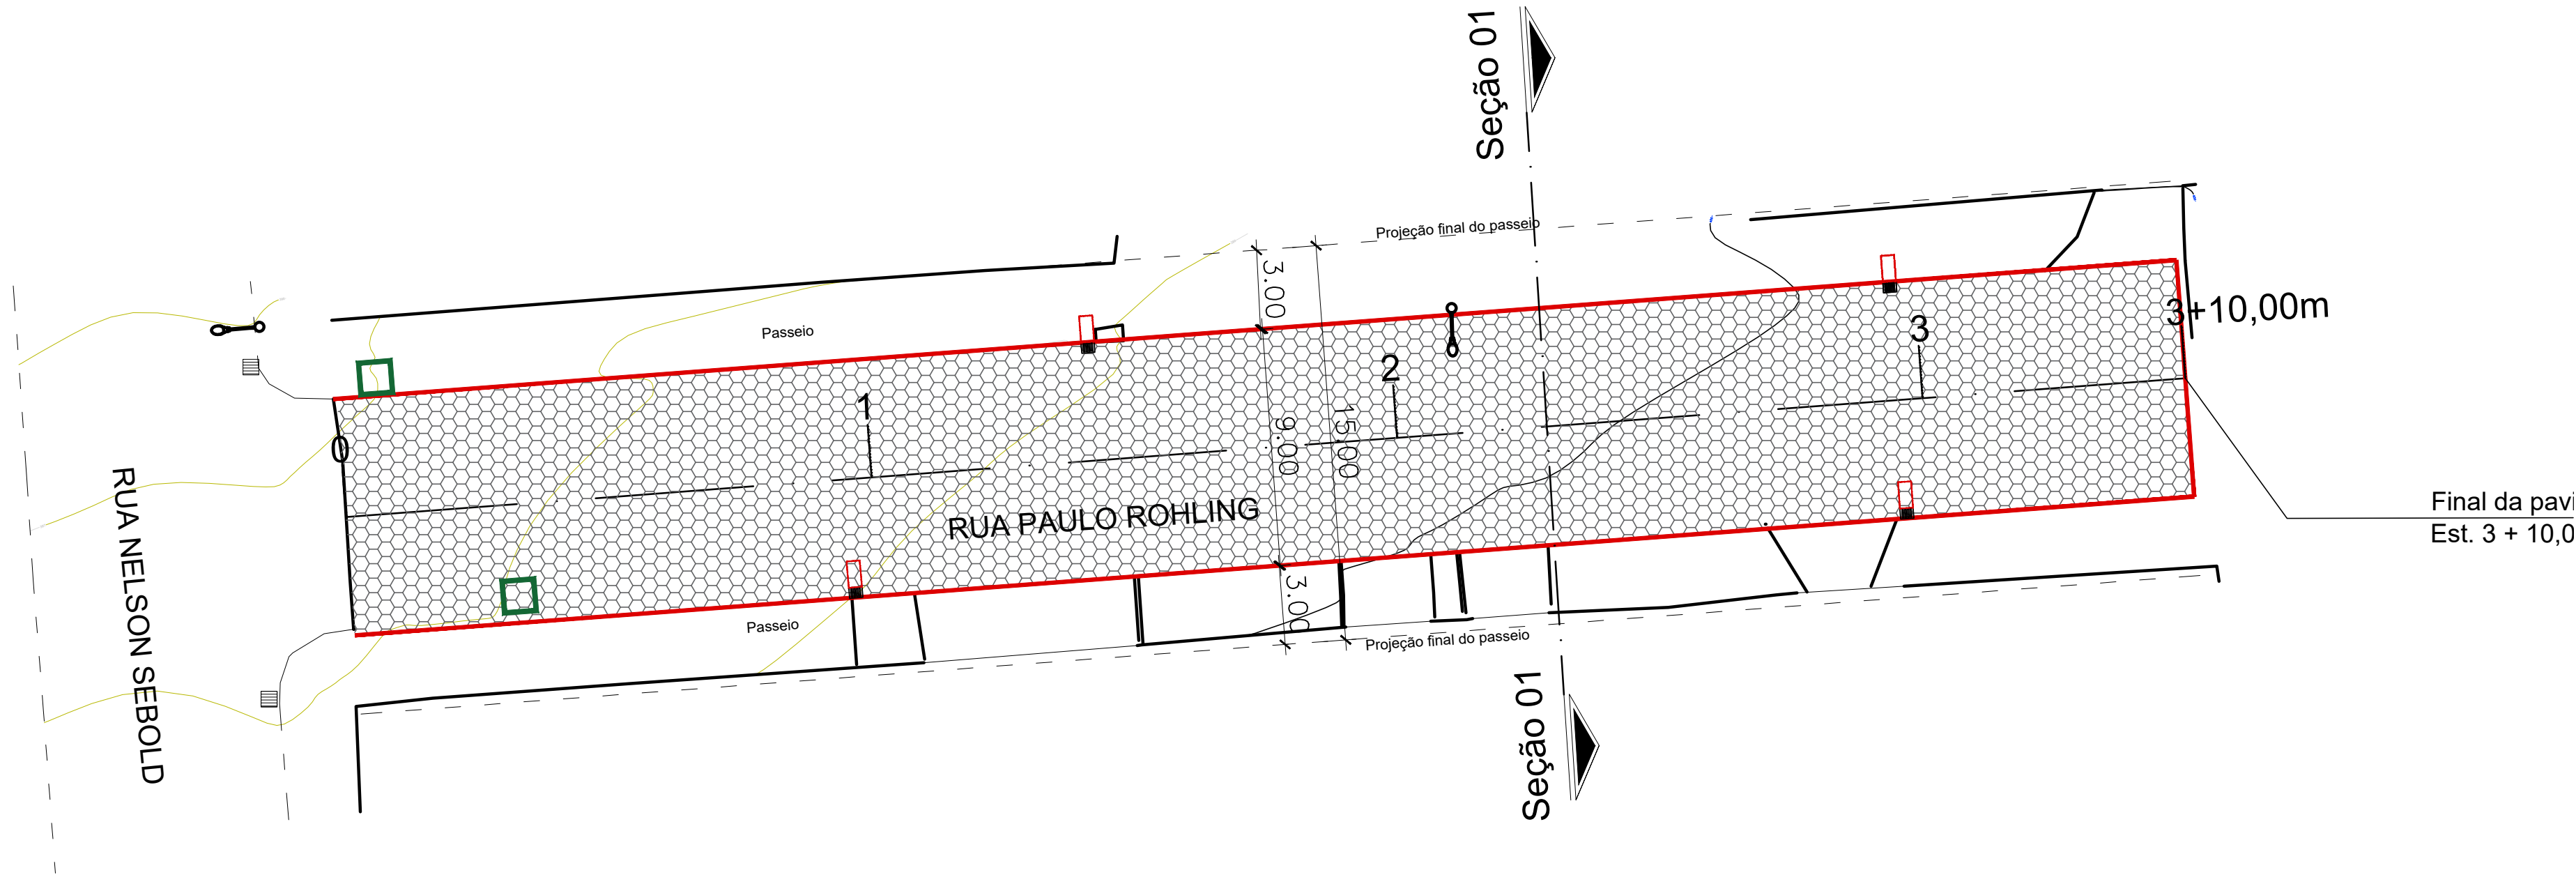 Seção 01
Projeção final do passeio
3.00
Passeio
3+10,00m
3
2
1
0
9.00
15.00
RUA PAULO ROHLING
RUA NELSON SEBOLD
Final da pavi
Est. 3 + 10,0
3.00
Passeio
Projeção final do passeio
Seção 01